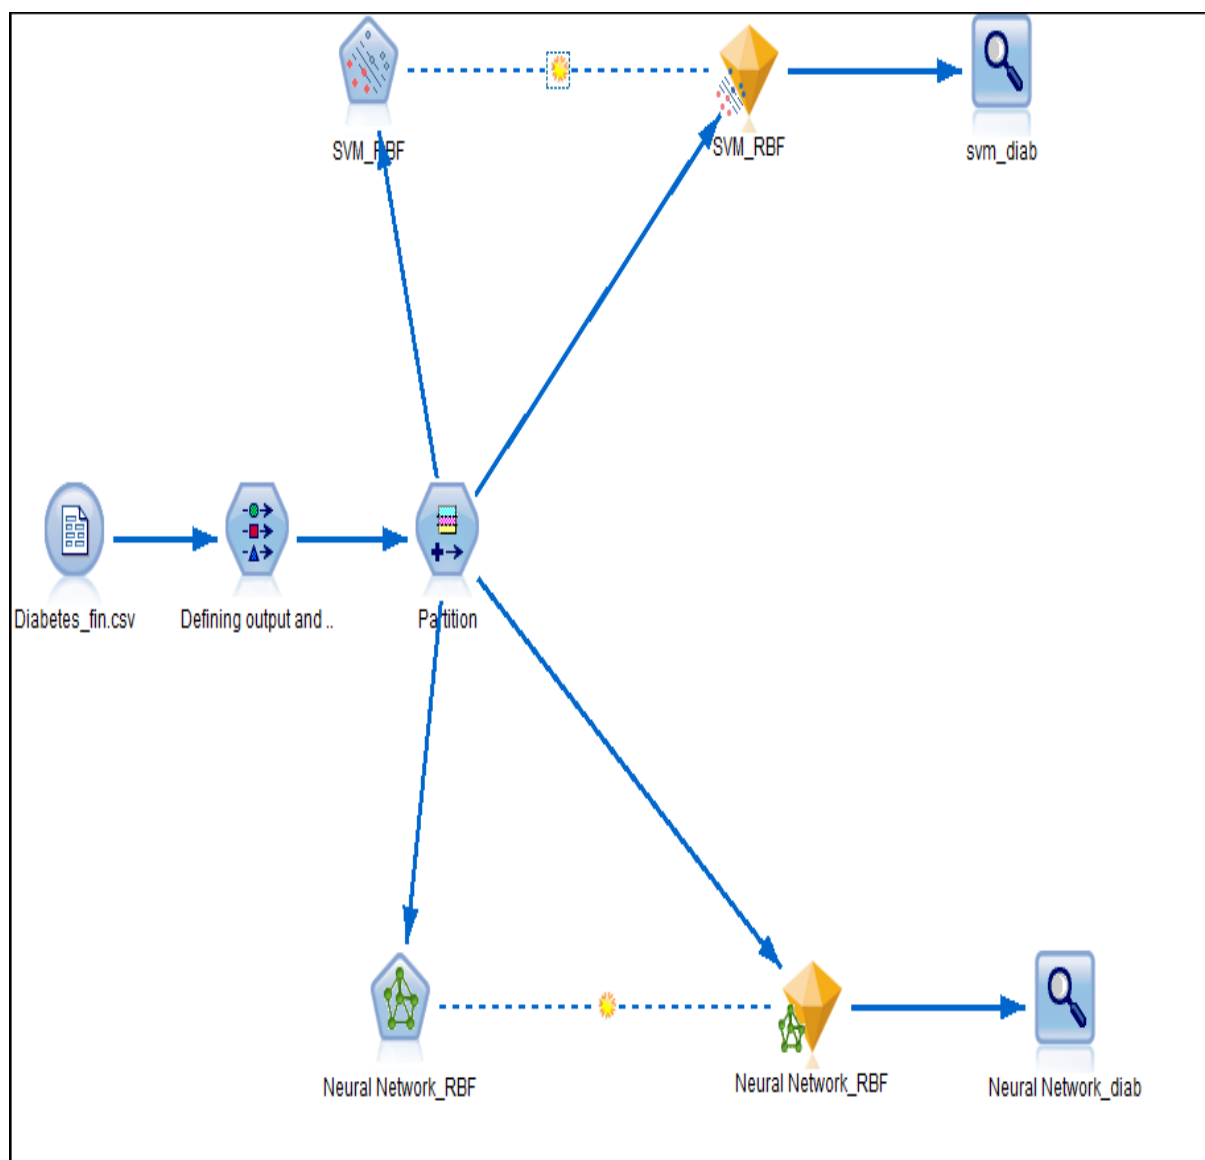 SVM_RBF
SVM_RBF
svm_diab
Diabetes_fin.csv
Defining output and ..
Partition
Neural Network_RBF
Neural Network_RBF
Neural Network_diab